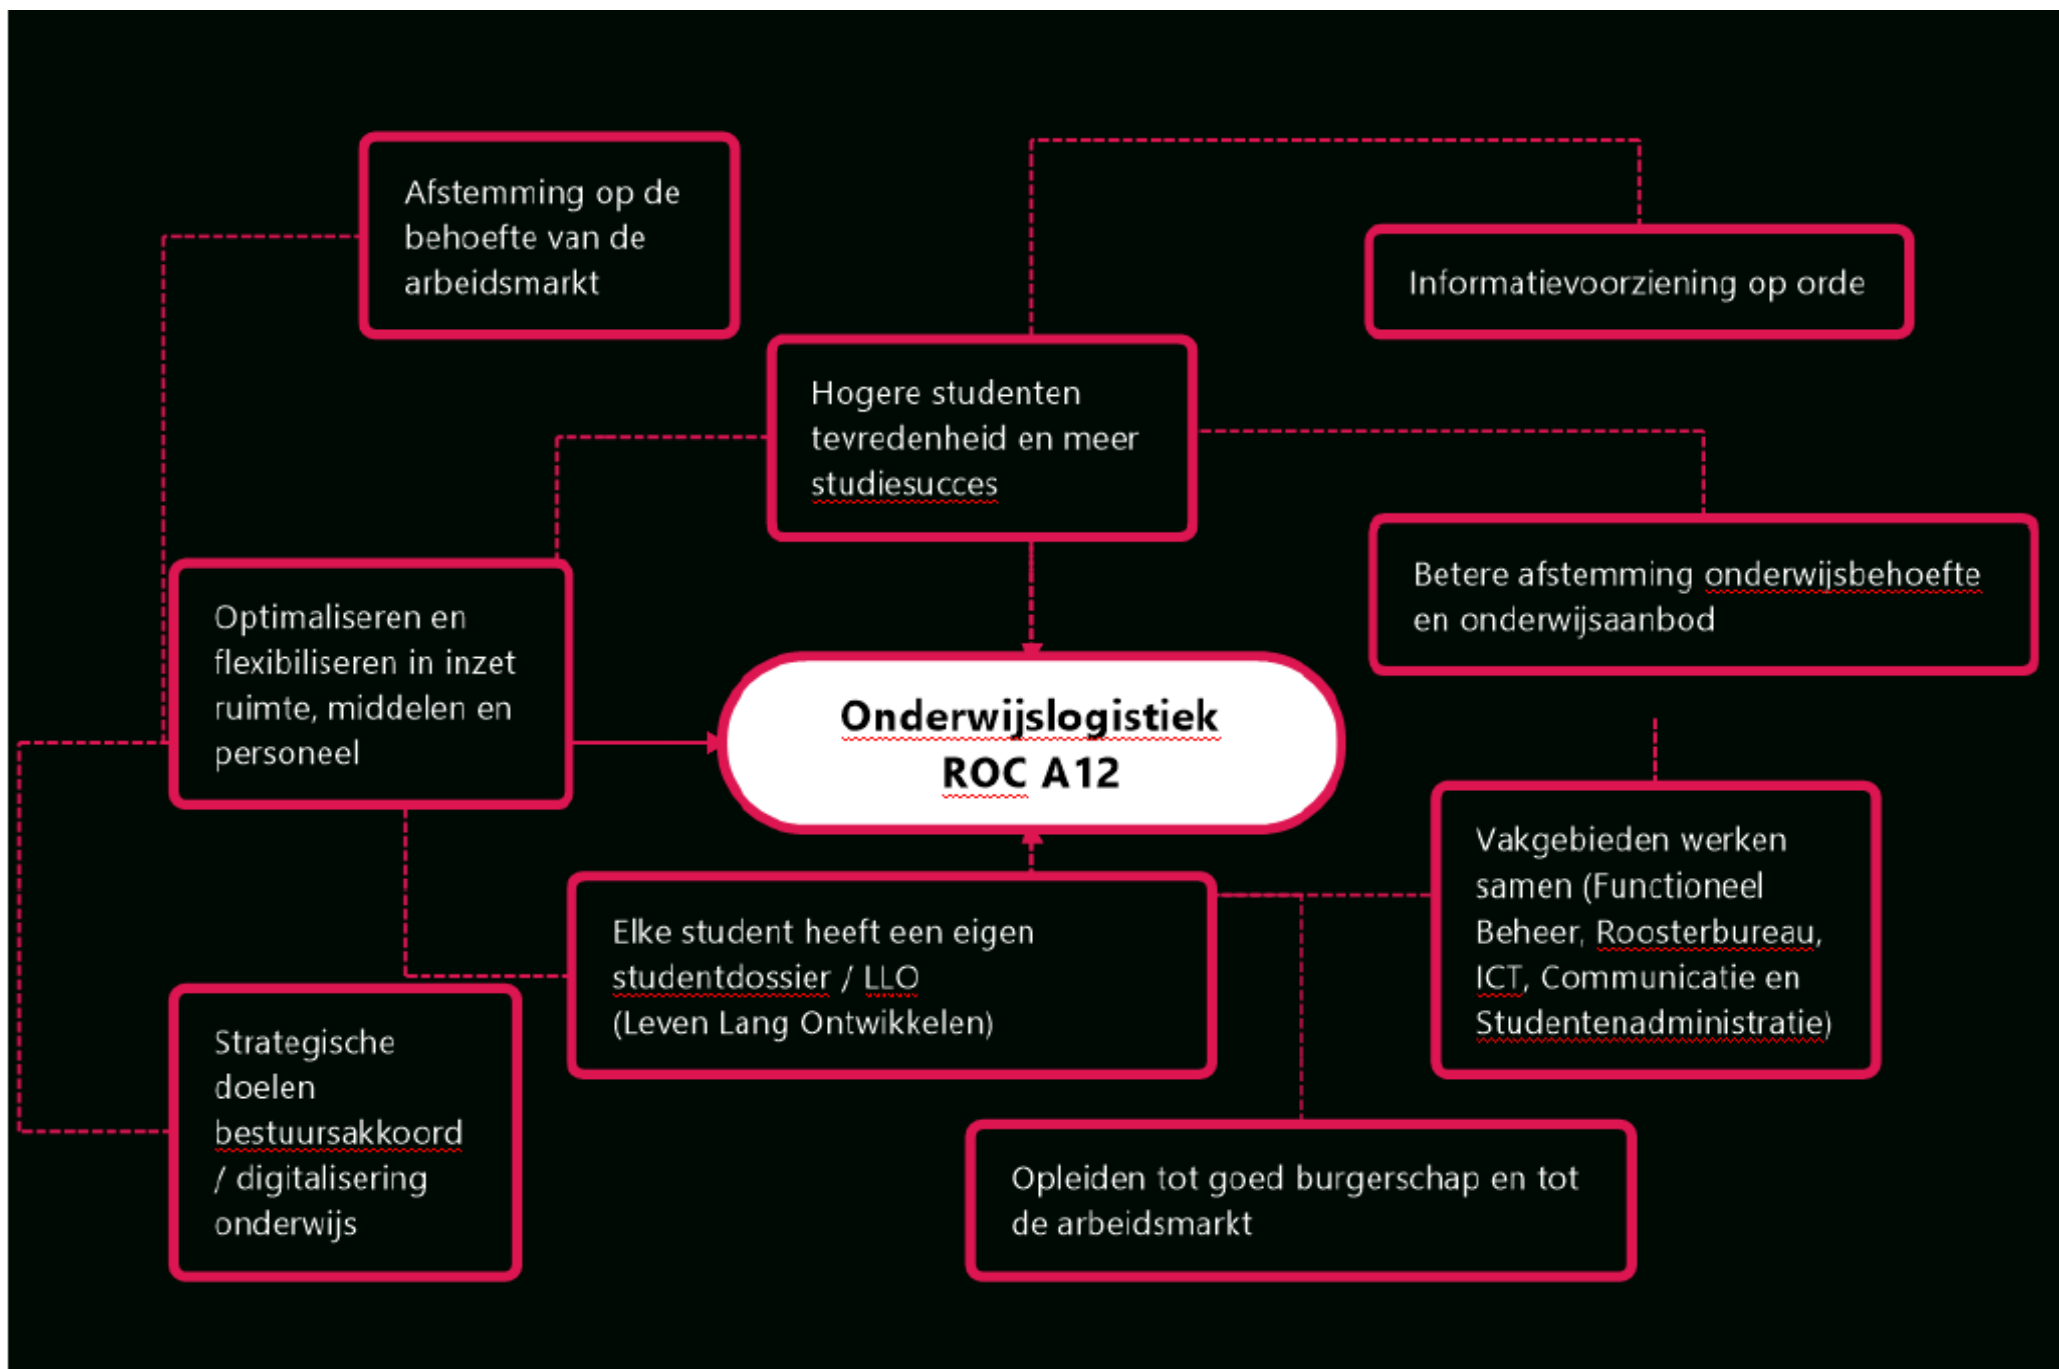 Afstemming op de
behoefte van de
arbeidsmarkt
Informatievoorziening op orde
Hogere studenten
tevredenheid en meer
studiesucces
Betere afstemming onderwijsbehoefte
en onderwijsaanbod
Optimaliseren en
flexibiliseren in inzet
ruimte, middelen en
personeel
Onderwijslogistiek
ROC A12
Vakgebieden werken
samen (Functioneel
Beheer, Roosterbureau,
ICT, Communicatie en
Studentenadministratie)
Elke student heeft een eigen
studentdossier / LLO
(Leven Lang Ontwikkelen)
Strategische
doelen
bestuursakkoord
/ digitalisering
onderwijs
Opleiden tot goed burgerschap en tot
de arbeidsmarkt